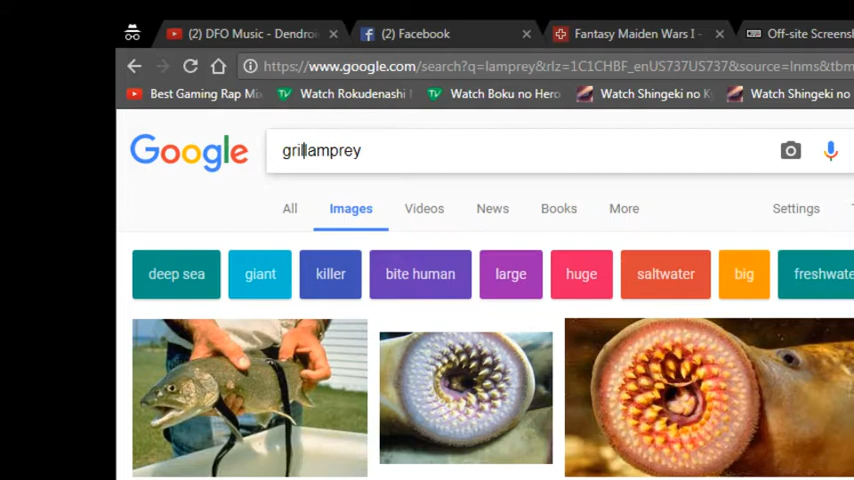 (2) DFO Music - Dendroi (2) Facebook Fantasy Maiden Wars I - Off-site Screensh
https://www.google.com/search?q=lamprey&rlz=1C1CHBF_enUS737US737&source=lnms&tbm
Best Gaming Rap Mix Watch Rokudenashi Watch Boku no Hero Watch Shingeki no K Watch Shingeki no
Google grillamprey
All Images Videos News Books More Settings
deep sea giant killer bite human large huge saltwater big freshwate